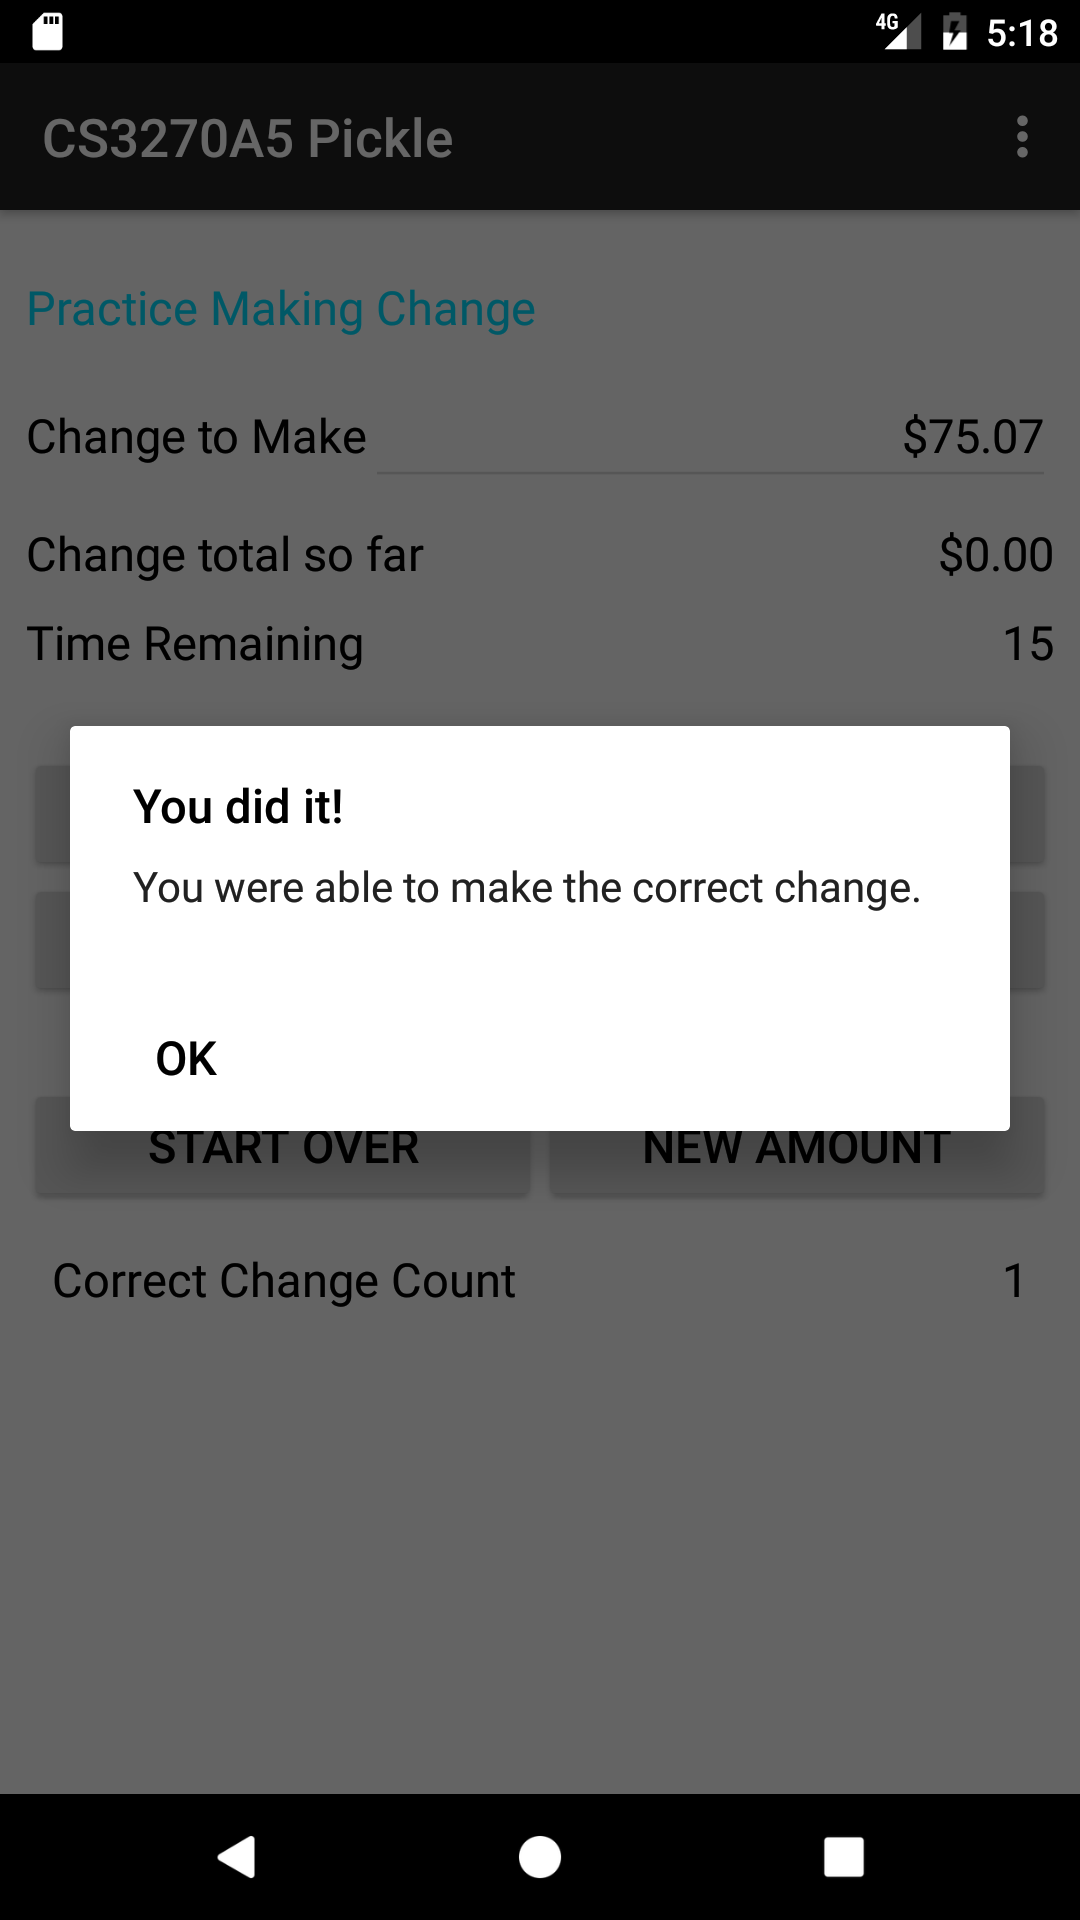 4G 5:18
CS3270A5 Pickle
Practice Making Change
Change to Make $75.07
Change total so far $0.00
Time Remaining 15
You did it!
You were able to make the correct change.
OK
START OVER NEW AMOUNT
Correct Change Count 1